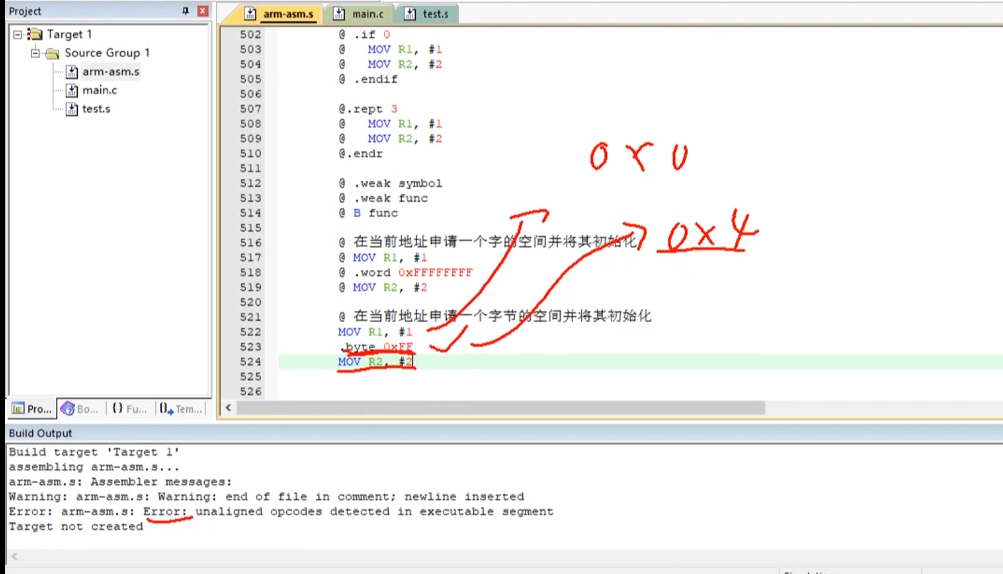 Project
Target 1
Source Group 1
arm-asm.s
main.c
test.s
Pro...
Bo...
{} Fu...
Tem...
arm-asm.s main.c test.s
502 @ .if 0
503 @ MOV R1, #1
504 @ MOV R2, #2
505 @ .endif
506
507 @.rept 3
508 @ MOV R1, #1
509 @ MOV R2, #2
510 @.endr
511
512 @ .weak symbol
513 @ .weak func
514 @ B func
515
516 @ 在当前地址申请一个字的空间并将其初始化
517 @ MOV R1, #1
518 @ .word 0xFFFFFFFF
519 @ MOV R2, #2
520
521 @ 在当前地址申请一个字节的空间并将其初始化
522 MOV R1, #1
523 .byte 0xFF
524 MOV R2, #2
525
526
0x0
0x4
Build Output
Build target 'Target 1'
assembling arm-asm.s...
arm-asm.s: Assembler messages:
Warning: arm-asm.s: Warning: end of file in comment; newline inserted
Error: arm-asm.s: Error: unaligned opcodes detected in executable segment
Target not created